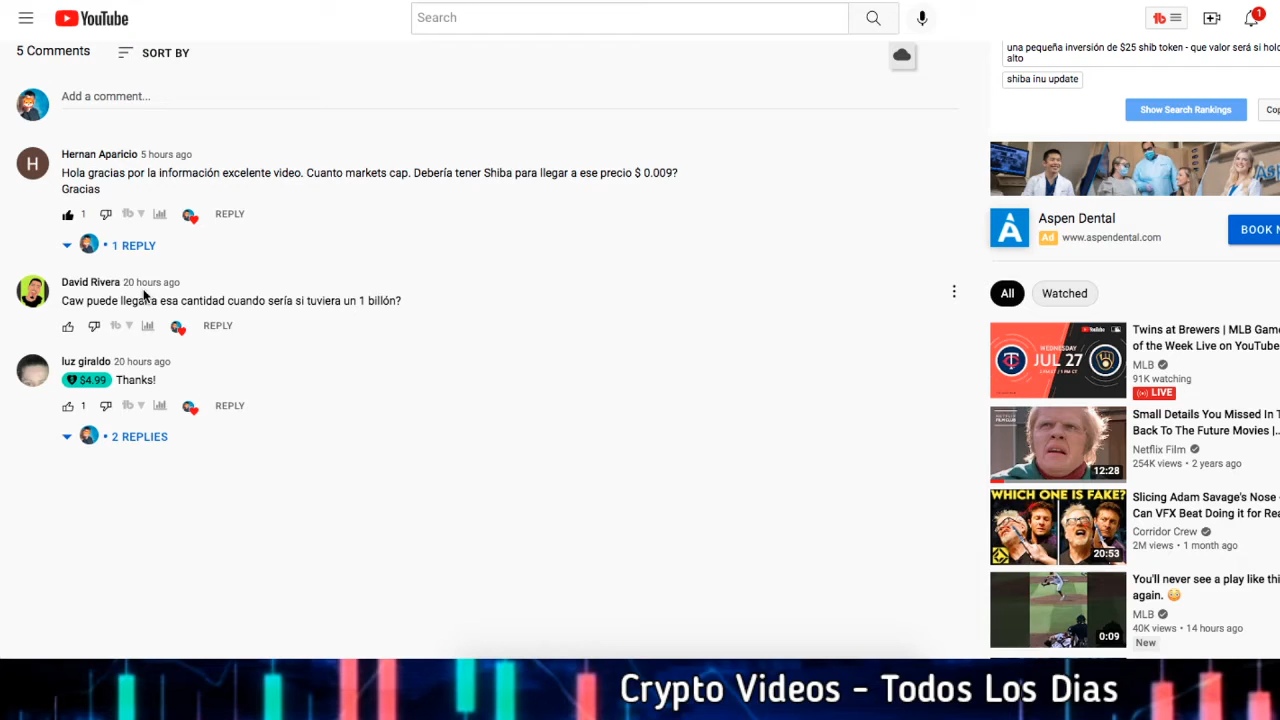 YouTube
Search
tb
1
5 Comments
SORT BY
Add a comment...
Hernan Aparicio 5 hours ago
Hola gracias por la información excelente video. Cuanto markets cap. Debería tener Shiba para llegar a ese precio $ 0.009?
Gracias
1
tb
REPLY
• 1 REPLY
David Rivera 20 hours ago
Caw puede llegar a esa cantidad cuando sería si tuviera un 1 billón?
tb
REPLY
luz giraldo 20 hours ago
$4.99 Thanks!
1
tb
REPLY
• 2 REPLIES
una pequeña inversión de $25 shib token - que valor será si hold
alto
shiba inu update
Show Search Rankings
Cop
Aspen Dental
Ad www.aspendental.com
BOOK N
All
Watched
WEDNESDAY
JUL 27
Twins at Brewers | MLB Game
of the Week Live on YouTube
MLB
91K watching
LIVE
12:28
Small Details You Missed In T
Back To The Future Movies |...
Netflix Film
254K views • 2 years ago
WHICH ONE IS FAKE?
20:53
Slicing Adam Savage's Nose -
Can VFX Beat Doing it for Rea
Corridor Crew
2M views • 1 month ago
0:09
You'll never see a play like thi
again.
MLB
40K views • 14 hours ago
New
Crypto Videos - Todos Los Dias